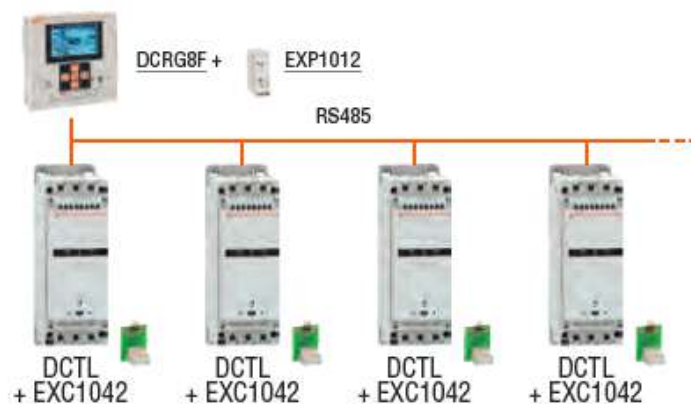 DCRG8F + EXP1012
RS485
DCTL
+ EXC1042
DCTL
+ EXC1042
DCTL
+ EXC1042
DCTL
+ EXC1042